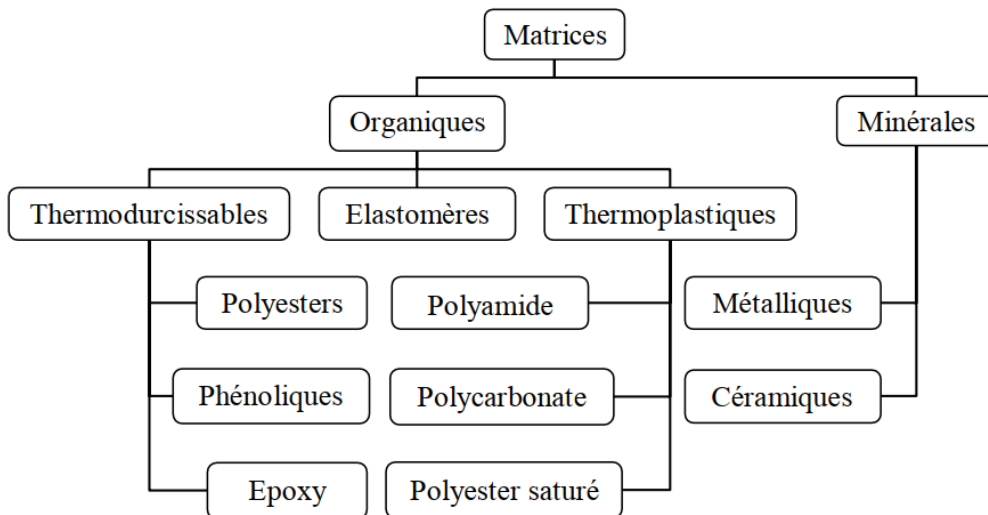 Matrices
Organiques
Minérales
Thermodurcissables
Elastomères
Thermoplastiques
Polyesters
Polyamide
Métalliques
Phénoliques
Polycarbonate
Céramiques
Epoxy
Polyester saturé